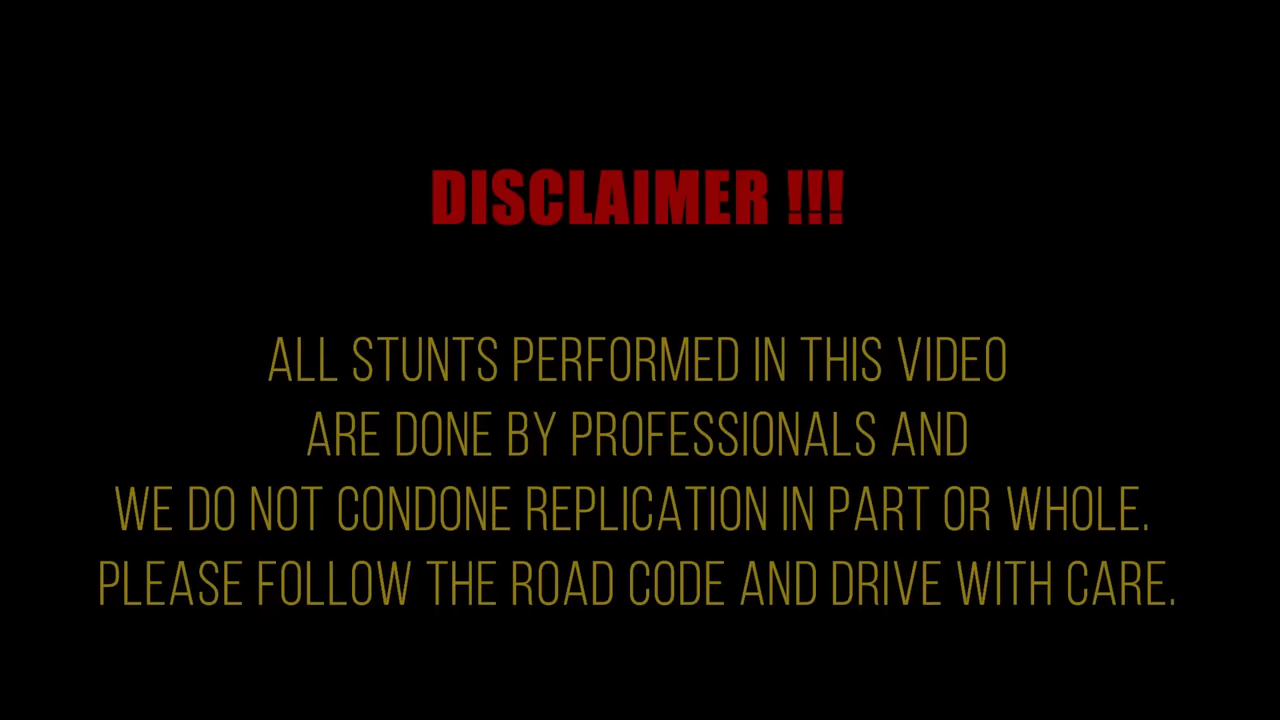 DISCLAIMER !!!
ALL STUNTS PERFORMED IN THIS VIDEO
ARE DONE BY PROFESSIONALS AND
WE DO NOT CONDONE REPLICATION IN PART OR WHOLE.
PLEASE FOLLOW THE ROAD CODE AND DRIVE WITH CARE.